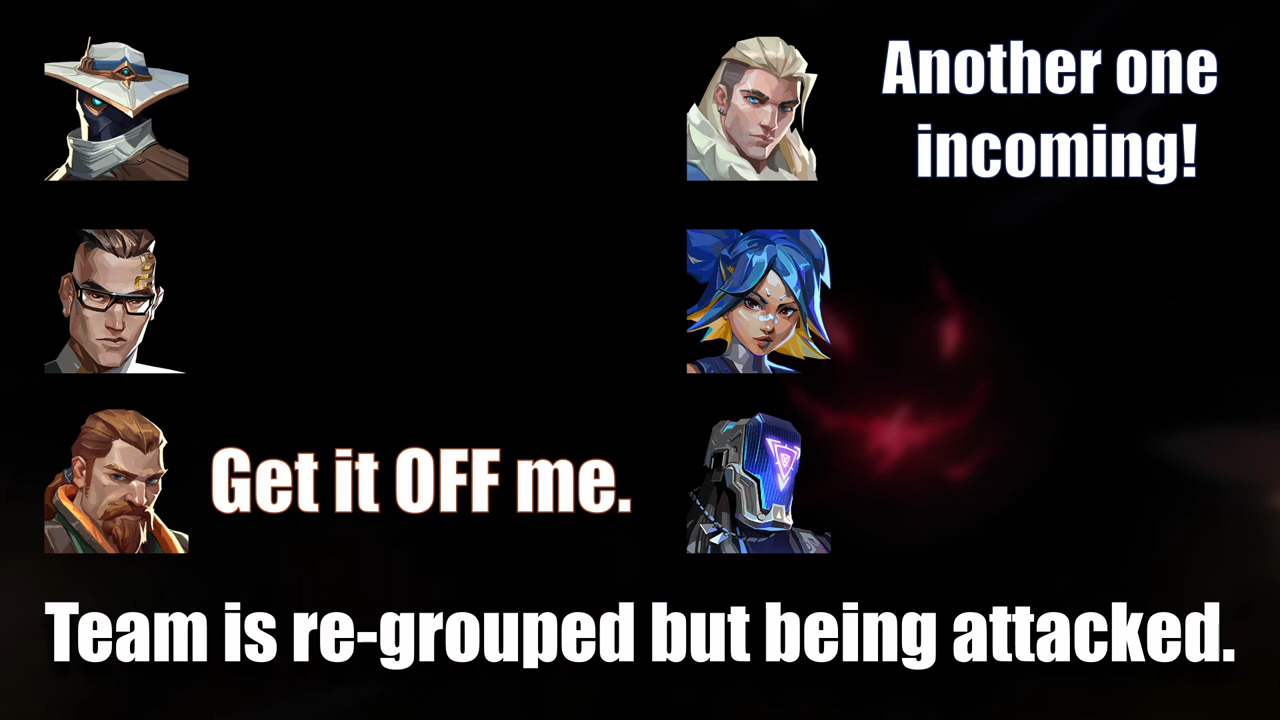 Another one
incoming!
Get it OFF me.
Team is re-grouped but being attacked.